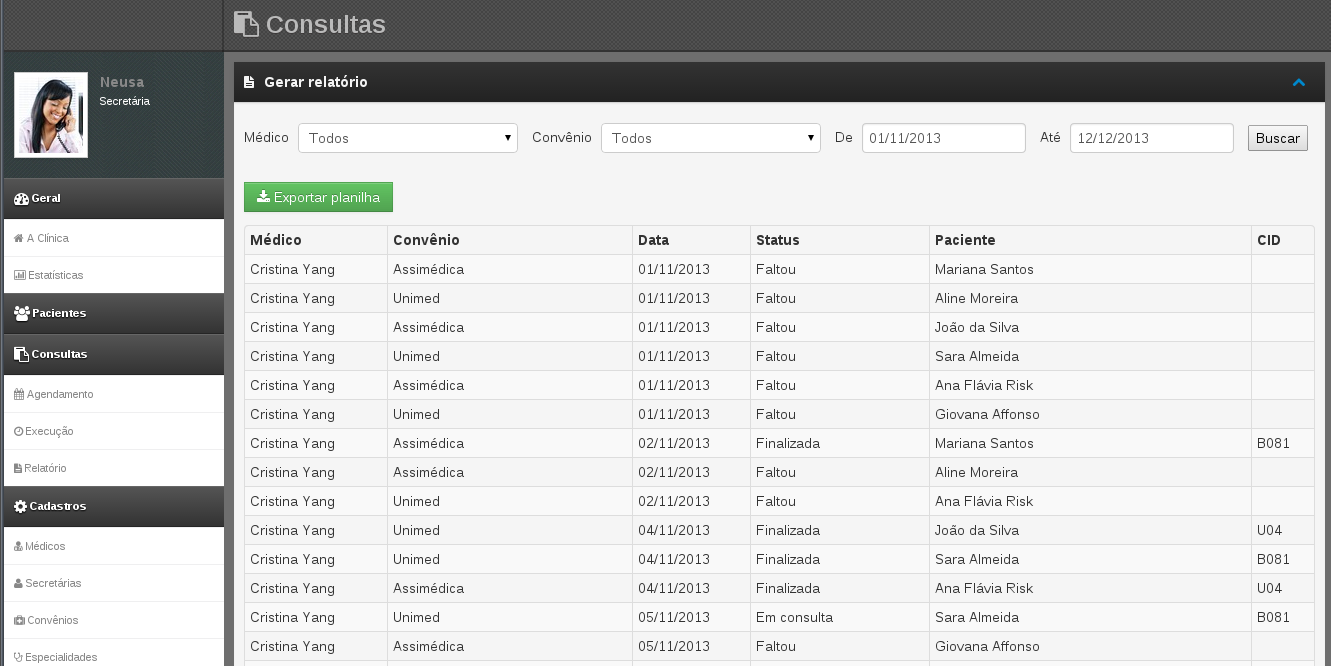 Consultas
Neusa
Secretária
Geral
A Clínica
Estatísticas
Pacientes
Consultas
Agendamento
Execução
Relatório
Cadastros
Médicos
Secretárias
Convênios
Especialidades
Gerar relatório
Médico Todos Convênio Todos De 01/11/2013 Até 12/12/2013 Buscar
Exportar planilha
Médico Convênio Data Status Paciente CID
Cristina Yang Assimédica 01/11/2013 Faltou Mariana Santos
Cristina Yang Unimed 01/11/2013 Faltou Aline Moreira
Cristina Yang Assimédica 01/11/2013 Faltou João da Silva
Cristina Yang Unimed 01/11/2013 Faltou Sara Almeida
Cristina Yang Assimédica 01/11/2013 Faltou Ana Flávia Risk
Cristina Yang Unimed 01/11/2013 Faltou Giovana Affonso
Cristina Yang Assimédica 02/11/2013 Finalizada Mariana Santos B081
Cristina Yang Assimédica 02/11/2013 Faltou Aline Moreira
Cristina Yang Unimed 02/11/2013 Faltou Ana Flávia Risk
Cristina Yang Unimed 04/11/2013 Finalizada João da Silva U04
Cristina Yang Unimed 04/11/2013 Finalizada Sara Almeida B081
Cristina Yang Assimédica 04/11/2013 Finalizada Ana Flávia Risk U04
Cristina Yang Unimed 05/11/2013 Em consulta Sara Almeida B081
Cristina Yang Assimédica 05/11/2013 Faltou Giovana Affonso